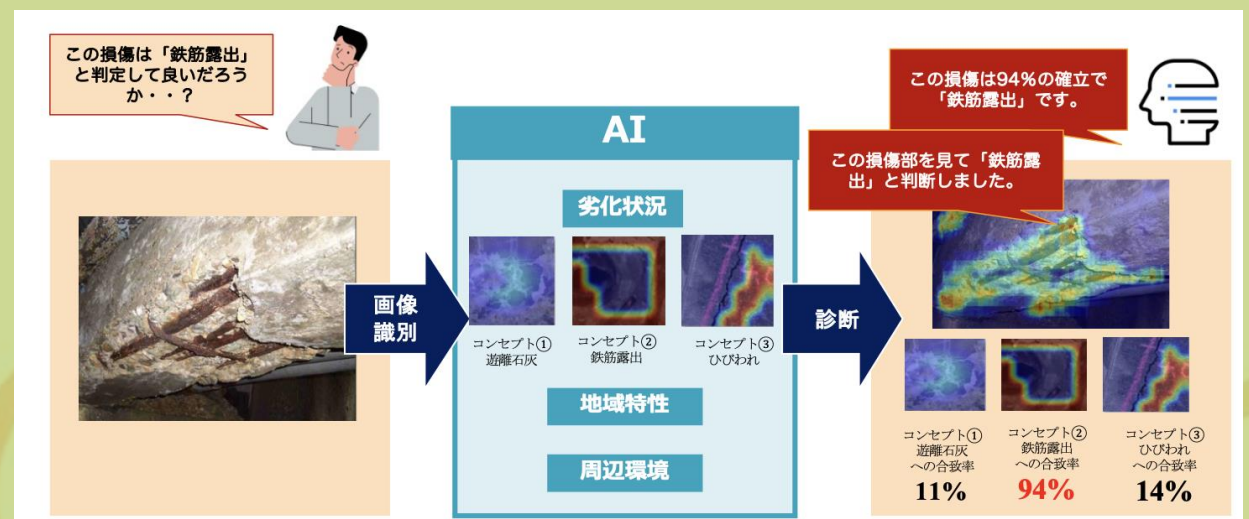 この損傷は「鉄筋露出」
と判定して良いだろう
か・・?
この損傷は94%の確立で
「鉄筋露出」です。
この損傷部を見て「鉄筋露
出」と判断しました。
AI
劣化状況
画像
識別
コンセプト①
遊離石灰
コンセプト②
鉄筋露出
コンセプト③
ひびわれ
地域特性
周辺環境
診断
コンセプト①
遊離石灰
への合致率
11%
コンセプト②
鉄筋露出
への合致率
94%
コンセプト③
ひびわれ
への合致率
14%